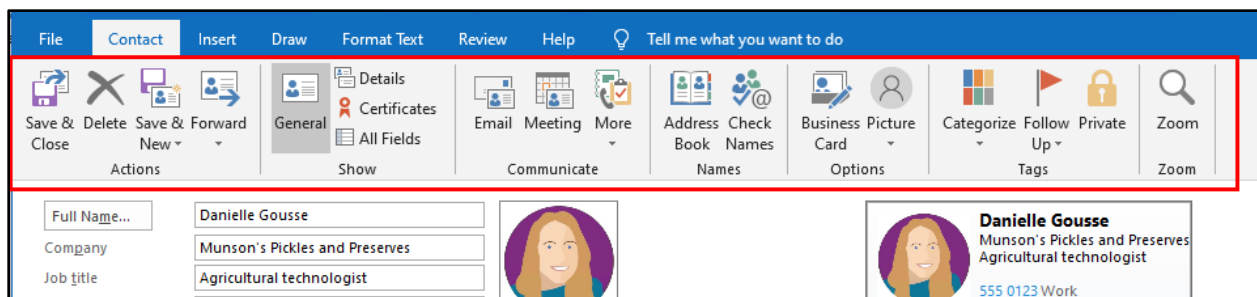 File Contact Insert Draw Format Text Review Help Tell me what you want to do
Save & Close
Delete
Save & New
Forward
Actions
General
Details
Certificates
All Fields
Show
Email
Meeting
More
Communicate
Address Book
Check Names
Names
Business Card
Picture
Options
Categorize
Follow Up
Private
Tags
Zoom
Zoom
Full Name... Danielle Gousse
Company Munson's Pickles and Preserves
Job title Agricultural technologist
Danielle Gousse
Munson's Pickles and Preserves
Agricultural technologist
555 0123 Work